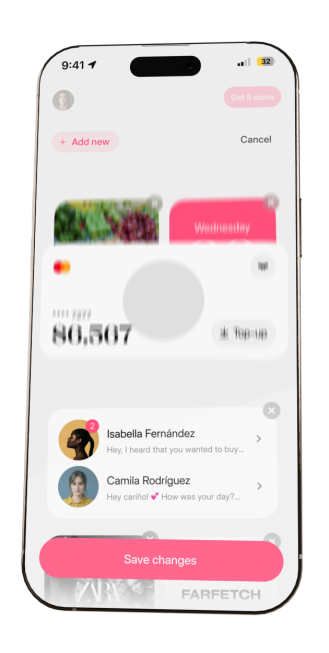 9:41
32
Get 5 coins
+ Add new
Cancel
Wednesday
80,507
Top-up
2
Isabella Fernández
Hey, I heard that you wanted to buy...
Camila Rodríguez
Hey cariño! 💕 How was your day?...
Save changes
ZARA
FARFETCH